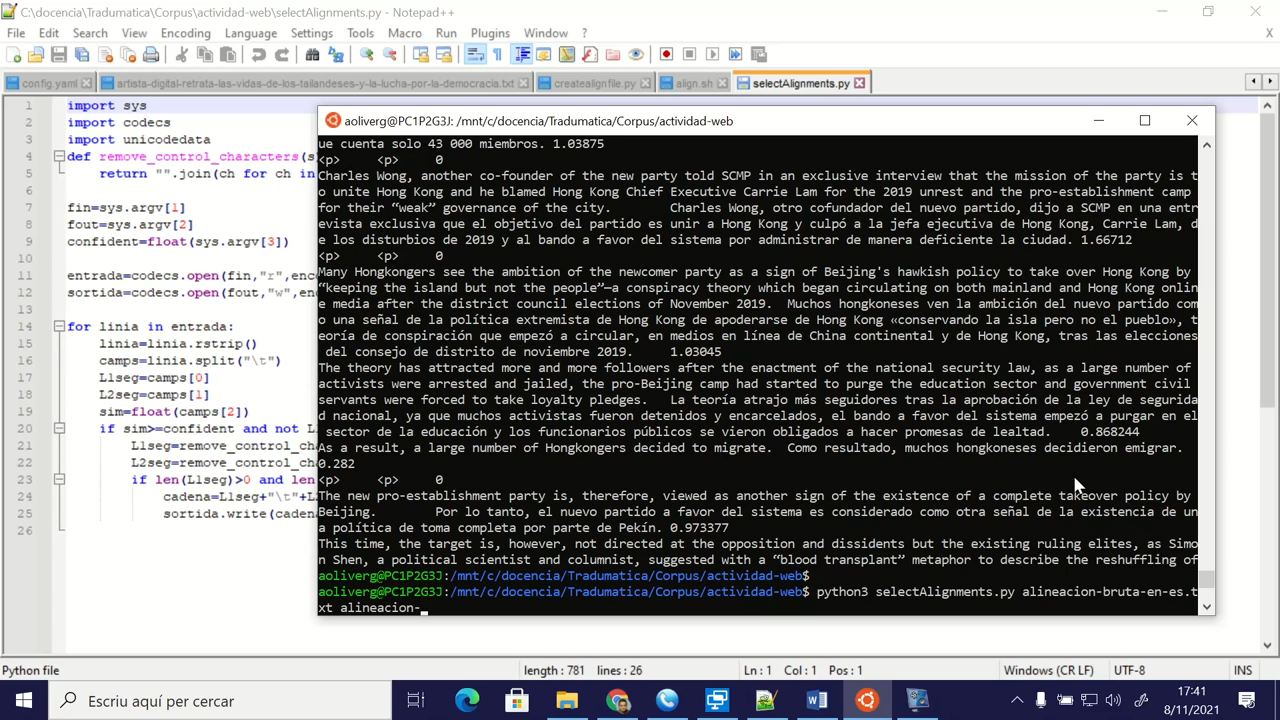 C:\docencia\Tradumatica\Corpus\actividad-web\selectAlignments.py - Notepad++
File Edit Search View Encoding Language Settings Tools Macro Run Plugins Window ? X
config.yaml artista-digital-retrata-las-vidas-de-los-tailandeses-y-la-lucha-por-la-democracia.txt createalignfile.py align.sh selectAlignments.py
1 import sys
2 import codecs
3 import unicodedata
4 def remove_control_characters(s
5 return "".join(ch for ch in
6
7 fin=sys.argv[1]
8 fout=sys.argv[2]
9 confident=float(sys.argv[3])
10
11 entrada=codecs.open(fin,"r",enc
12 sortida=codecs.open(fout,"w",en
13
14 for linia in entrada:
15 linia=linia.rstrip()
16 camps=linia.split("\t")
17 L1seg=camps[0]
18 L2seg=camps[1]
19 sim=float(camps[2])
20 if sim>=confident and not L
21 L1seg=remove_control_ch
22 L2seg=remove_control_ch
23 if len(L1seg)>0 and len
24 cadena=L1seg+"\t"+L
25 sortida.write(caden
26
aoliverg@PC1P2G3J: /mnt/c/docencia/Tradumatica/Corpus/actividad-web
ue cuenta solo 43 000 miembros. 1.03875
<p> <p> 0
Charles Wong, another co-founder of the new party told SCMP in an exclusive interview that the mission of the party is t
o unite Hong Kong and he blamed Hong Kong Chief Executive Carrie Lam for the 2019 unrest and the pro-establishment camp
for their “weak” governance of the city. Charles Wong, otro cofundador del nuevo partido, dijo a SCMP en una entr
evista exclusiva que el objetivo del partido es unir a Hong Kong y culpó a la jefa ejecutiva de Hong Kong, Carrie Lam, d
e los disturbios de 2019 y al bando a favor del sistema por administrar de manera deficiente la ciudad. 1.66712
<p> <p> 0
Many Hongkongers see the ambition of the newcomer party as a sign of Beijing's hawkish policy to take over Hong Kong by
“keeping the island but not the people”—a conspiracy theory which began circulating on both mainland and Hong Kong onlin
e media after the district council elections of November 2019. Muchos hongkoneses ven la ambición del nuevo partido com
o una señal de la política extremista de Hong Kong de apoderarse de Hong Kong «conservando la isla pero no el pueblo», t
eoría de conspiración que empezó a circular, en medios en línea de China continental y de Hong Kong, tras las elecciones
del consejo de distrito de noviembre 2019. 1.03045
The theory has attracted more and more followers after the enactment of the national security law, as a large number of
activists were arrested and jailed, the pro-Beijing camp had started to purge the education sector and government civil
servants were forced to take loyalty pledges. La teoría atrajo más seguidores tras la aprobación de la ley de segurida
d nacional, ya que muchos activistas fueron detenidos y encarcelados, el bando a favor del sistema empezó a purgar en el
sector de la educación y los funcionarios públicos se vieron obligados a hacer promesas de lealtad. 0.868244
As a result, a large number of Hongkongers decided to migrate. Como resultado, muchos hongkoneses decidieron emigrar.
0.282
<p> <p> 0
The new pro-establishment party is, therefore, viewed as another sign of the existence of a complete takeover policy by
Beijing. Por lo tanto, el nuevo partido a favor del sistema es considerado como otra señal de la existencia de un
a política de toma completa por parte de Pekín. 0.973377
This time, the target is, however, not directed at the opposition and dissidents but the existing ruling elites, as Simo
n Shen, a political scientist and columnist, suggested with a “blood transplant” metaphor to describe the reshuffling of
aoliverg@PC1P2G3J:/mnt/c/docencia/Tradumatica/Corpus/actividad-web$
aoliverg@PC1P2G3J:/mnt/c/docencia/Tradumatica/Corpus/actividad-web$ python3 selectAlignments.py alineacion-bruta-en-es.t
xt alineacion-
Python file length : 781 lines : 26 Ln : 1 Col : 1 Pos : 1 Windows (CR LF) UTF-8 INS
Escriu aquí per cercar
17:41
8/11/2021